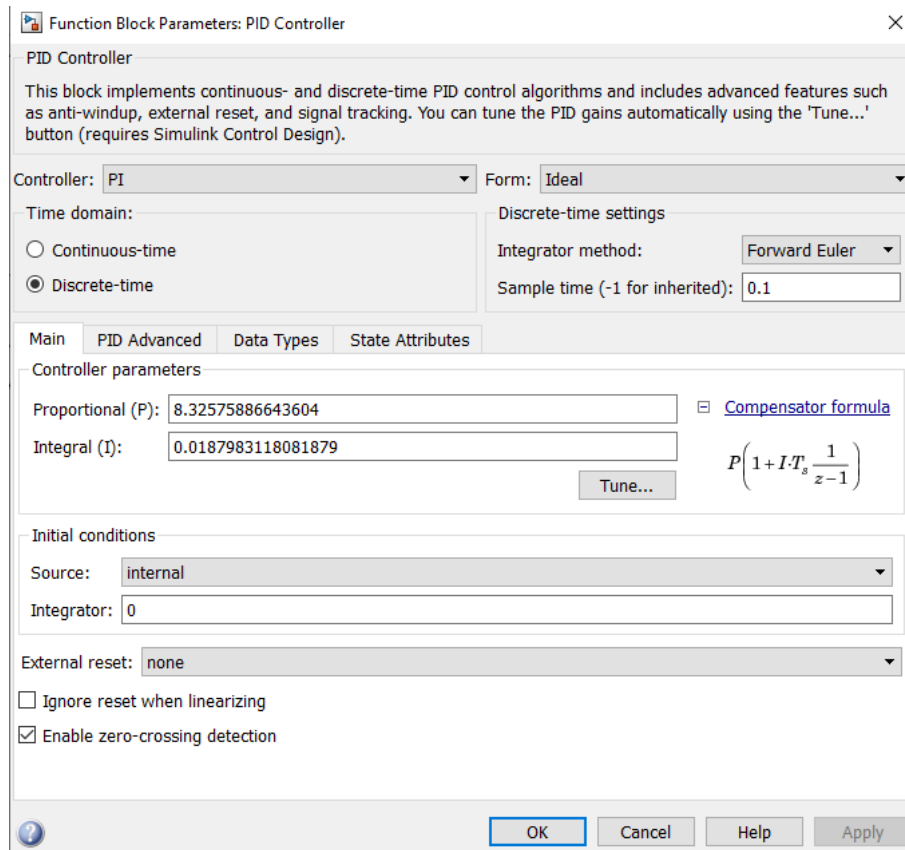 Function Block Parameters: PID Controller
PID Controller
This block implements continuous- and discrete-time PID control algorithms and includes advanced features such
as anti-windup, external reset, and signal tracking. You can tune the PID gains automatically using the 'Tune...'
button (requires Simulink Control Design).
Controller: PI Form: Ideal
Time domain:
Continuous-time
Discrete-time
Discrete-time settings
Integrator method: Forward Euler
Sample time (-1 for inherited): 0.1
Main PID Advanced Data Types State Attributes
Controller parameters
Proportional (P): 8.32575886643604
Integral (I): 0.0187983118081879
Tune...
Compensator formula
P(1+I·Ts 1/(z−1))
Initial conditions
Source: internal
Integrator: 0
External reset: none
Ignore reset when linearizing
Enable zero-crossing detection
?
OK Cancel Help Apply